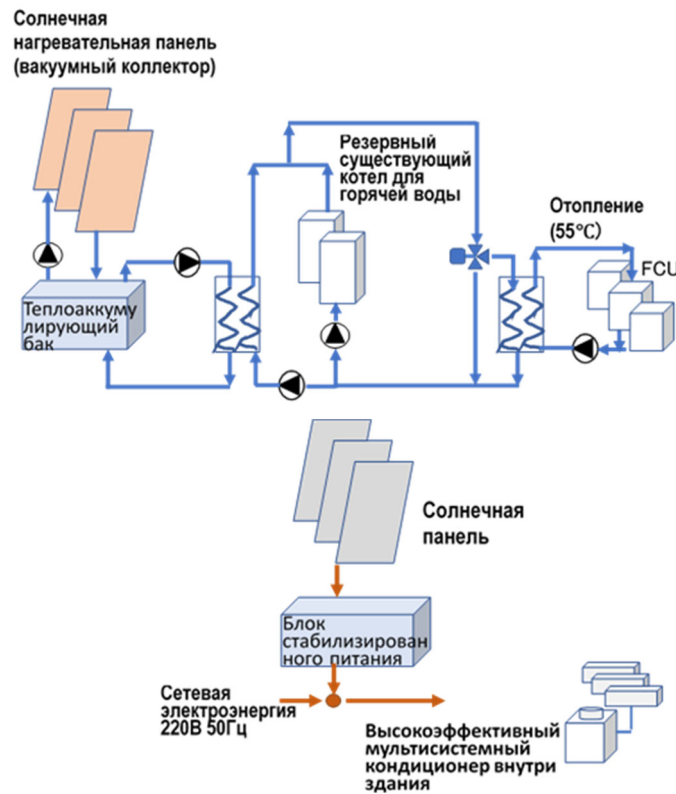 Солнечная
нагревательная панель
(вакуумный коллектор)
Резервный
существующий
котел для
горячей воды
Отопление
(55℃)
FCU
Теплоаккуму
лирующий
бак
Солнечная
панель
Блок
стабилизирован
ного питания
Сетевая
электроэнергия
220В 50Гц
Высокоэффективный
мультисистемный
кондиционер внутри
здания